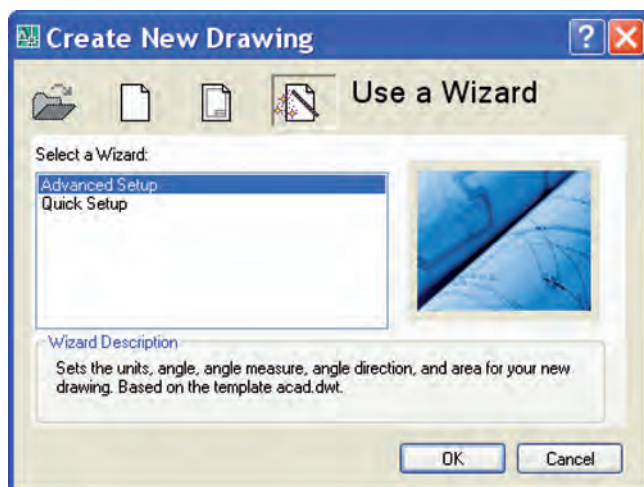 Create New Drawing
Use a Wizard
Select a Wizard:
Advanced Setup
Quick Setup
Wizard Description
Sets the units, angle, angle measure, angle direction, and area for your new
drawing. Based on the template acad.dwt.
OK Cancel